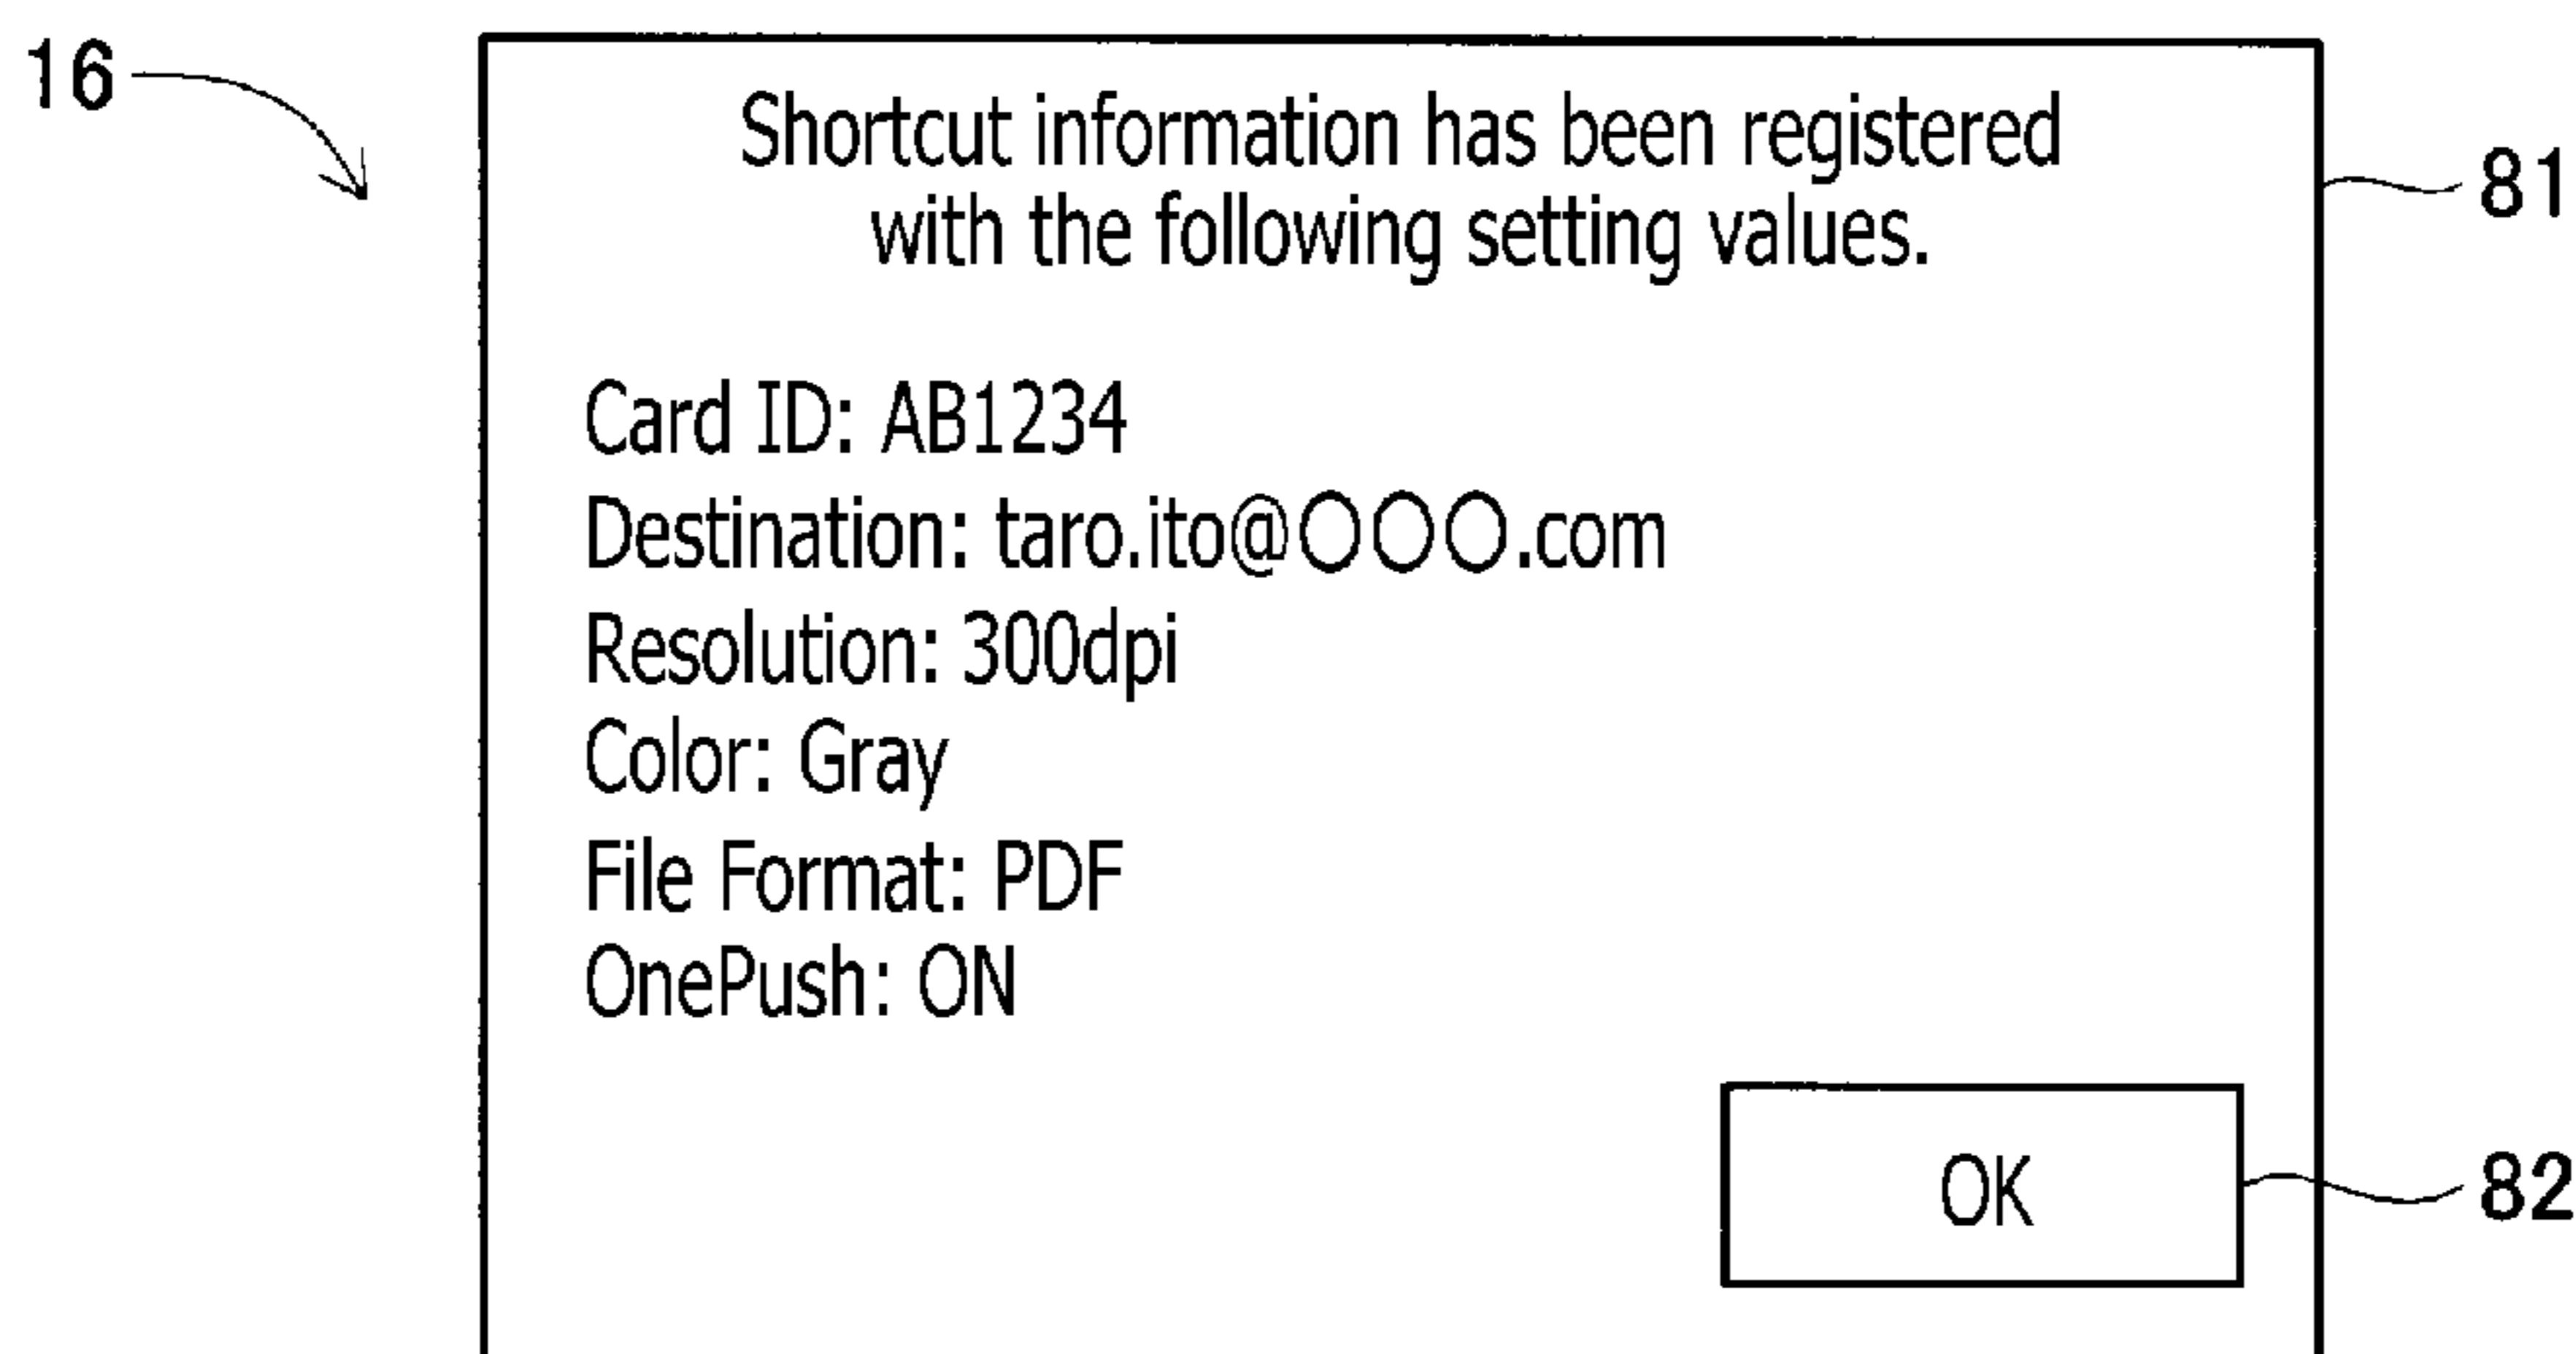 16
Shortcut information has been registered
81
with the following setting values.
Card ID: AB1234
Destination: taro.ito@○○○.com
Resolution: 300dpi
Color: Gray
File Format: PDF
OnePush: ON
OK
82